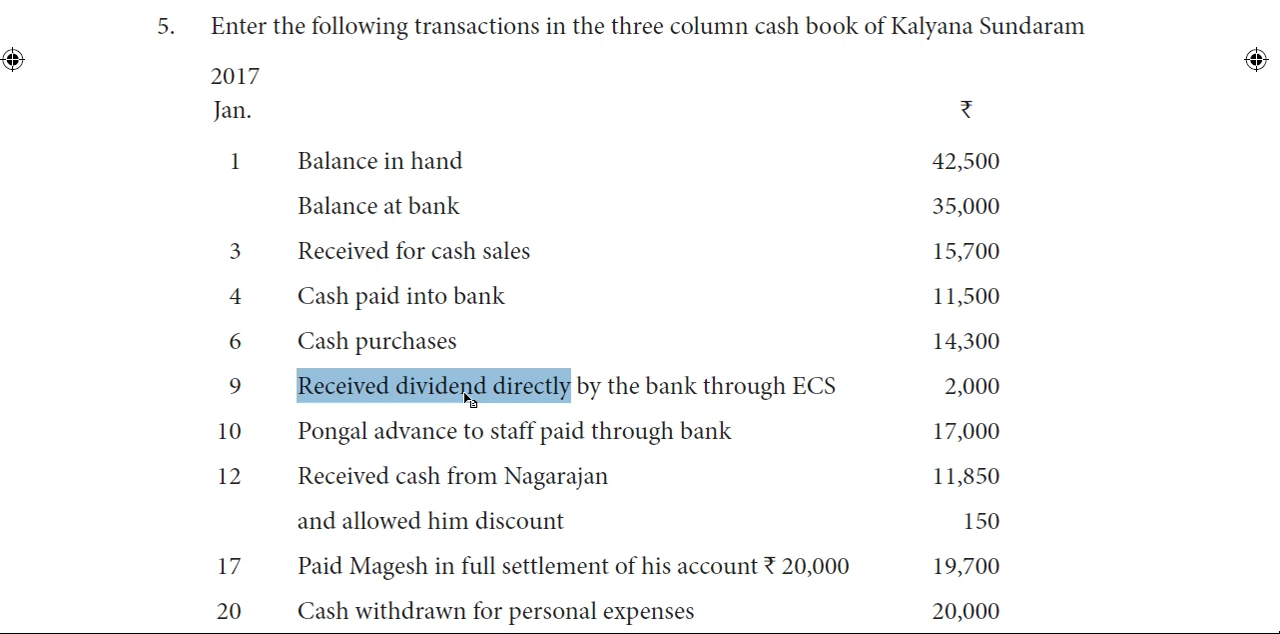 5. Enter the following transactions in the three column cash book of Kalyana Sundaram
2017
Jan. ₹
1 Balance in hand 42,500
Balance at bank 35,000
3 Received for cash sales 15,700
4 Cash paid into bank 11,500
6 Cash purchases 14,300
9 Received dividend directly by the bank through ECS 2,000
10 Pongal advance to staff paid through bank 17,000
12 Received cash from Nagarajan 11,850
and allowed him discount 150
17 Paid Magesh in full settlement of his account ₹ 20,000 19,700
20 Cash withdrawn for personal expenses 20,000